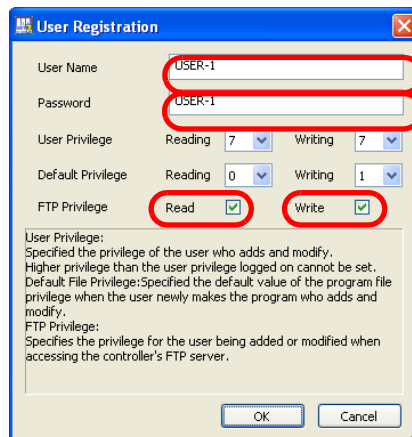 User Registration
User Name USER-1
Password USER-1
User Privilege Reading 7 Writing 7
Default Privilege Reading 0 Writing 1
FTP Privilege Read Write
User Privilege:
Specified the privilege of the user who adds and modify.
Higher privilege than the user privilege logged on cannot be set.
Default File Privilege:Specified the default value of the program file
privilege when the user newly makes the program who adds and
modify.
FTP Privilege:
Specifies the privilege for the user being added or modified when
accessing the controller's FTP server.
OK Cancel